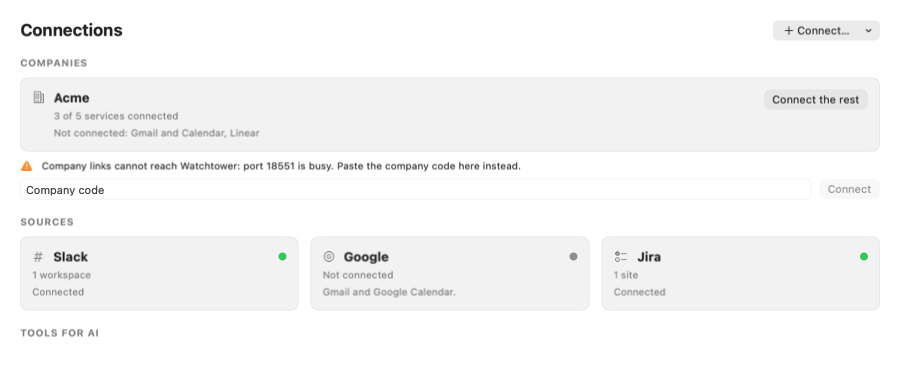 Connections
+ Connect...
COMPANIES
Acme
3 of 5 services connected
Not connected: Gmail and Calendar, Linear
Connect the rest
Company links cannot reach Watchtower: port 18551 is busy. Paste the company code here instead.
Company code
Connect
SOURCES
Slack
1 workspace
Connected
Google
Not connected
Gmail and Google Calendar.
Jira
1 site
Connected
TOOLS FOR AI